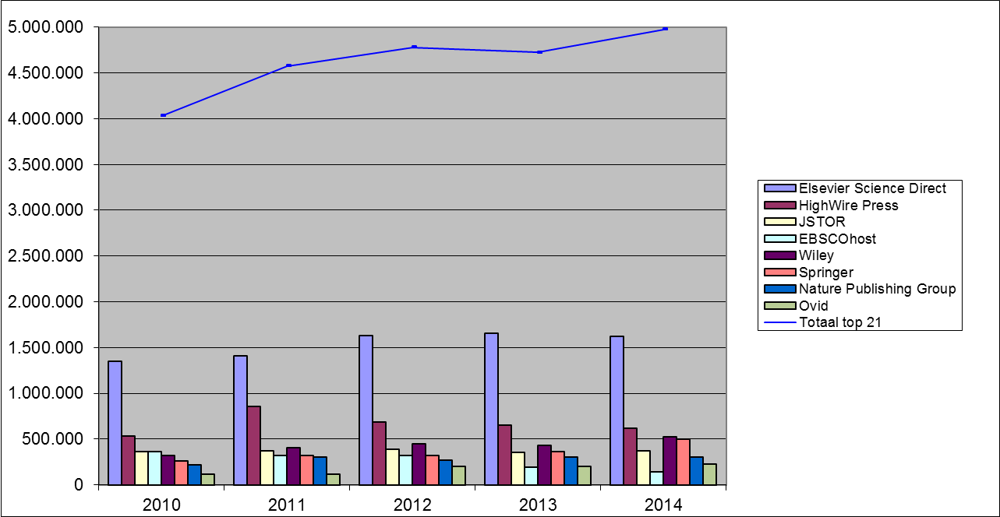 5.000.000
4.500.000
4.000.000
3.500.000
3.000.000
2.500.000
2.000.000
1.500.000
1.000.000
500.000
0
2010 2011 2012 2013 2014
Elsevier Science Direct
HighWire Press
JSTOR
EBSCOhost
Wiley
Springer
Nature Publishing Group
Ovid
Totaal top 21